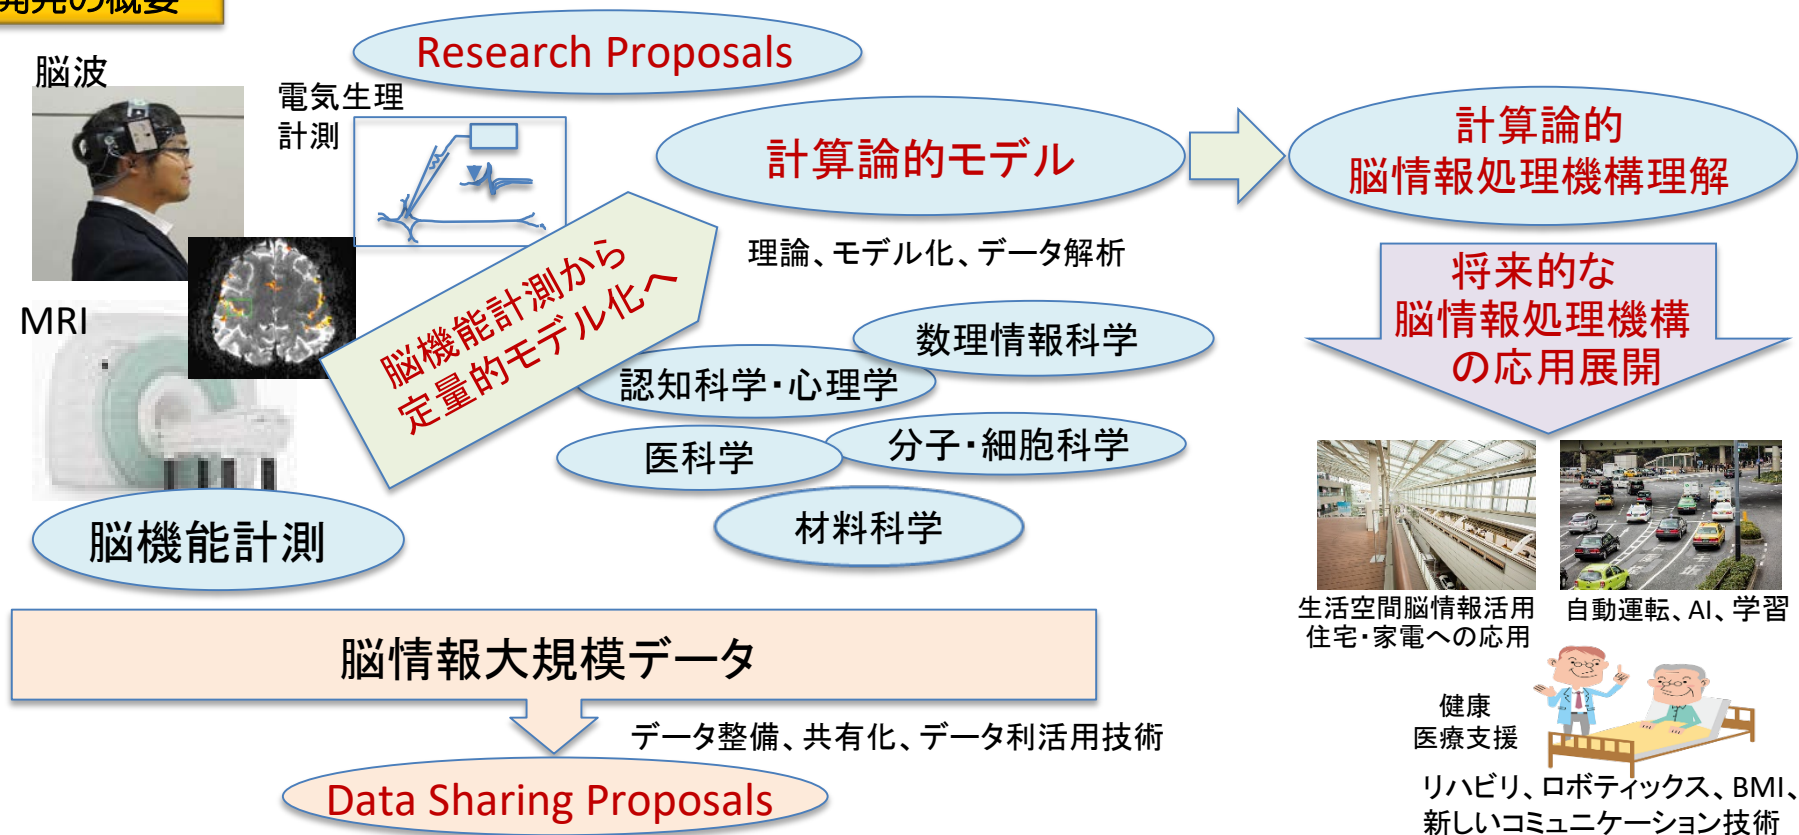 開発の概要
Research Proposals
脳波
電気生理
計測
計算論的モデル
計算論的
脳情報処理機構理解
理論、モデル化、データ解析
MRI
脳機能計測から
定量的モデル化へ
将来的な
脳情報処理機構
の応用展開
数理情報科学
認知科学・心理学
医科学
分子・細胞科学
材料科学
脳機能計測
生活空間脳情報活用
住宅・家電への応用
自動運転、AI、学習
脳情報大規模データ
データ整備、共有化、データ利活用技術
Data Sharing Proposals
健康
医療支援
リハビリ、ロボティックス、BMI、
新しいコミュニケーション技術